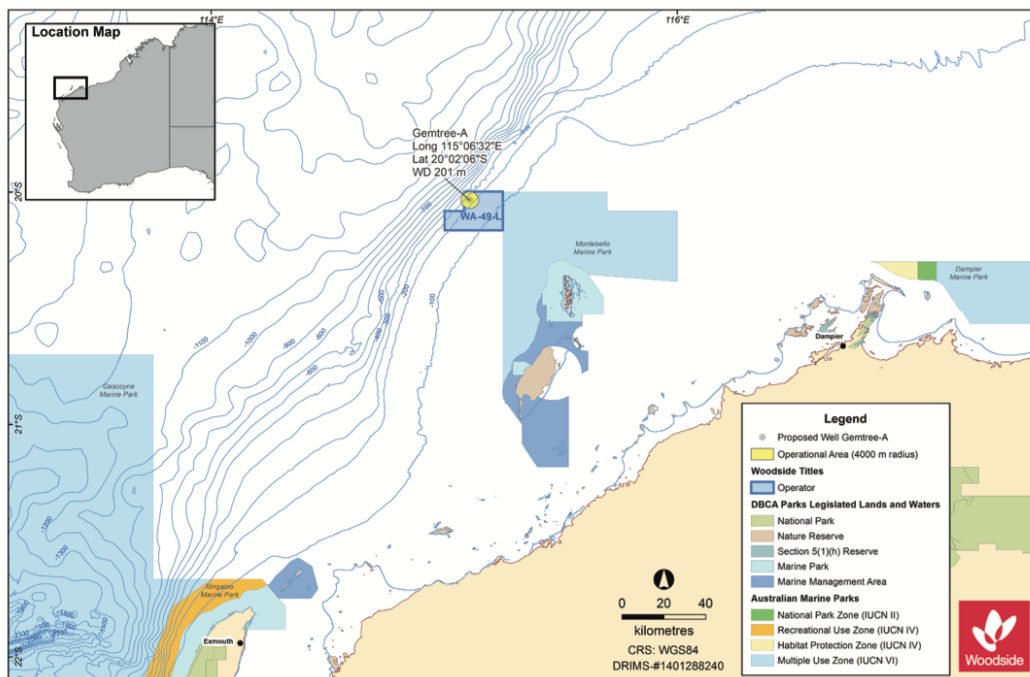 114°E
116°E
Location Map
Gemtree-A
Long 115°06'32"E
Lat 20°02'06"S
WD 201 m
20°S
WA-49-L
-700
Montebello
Marine Park
Dampier
Marine Park
-600
-500
-200
-100
-1100
-1000
-900
-800
-600
Dampier
0
Gascoyne
Marine Park
21°S
-1200
-1300
Ningaloo
Marine Park
Exmouth
22°S
0 20 40
kilometres
CRS: WGS84
DRIMS-#1401288240
Legend
Proposed Well Gemtree-A
Operational Area (4000 m radius)
Woodside Titles
Operator
DBCA Parks Legislated Lands and Waters
National Park
Nature Reserve
Section 5(1)(h) Reserve
Marine Park
Marine Management Area
Australian Marine Parks
National Park Zone (IUCN II)
Recreational Use Zone (IUCN IV)
Habitat Protection Zone (IUCN IV)
Multiple Use Zone (IUCN VI)
Woodside